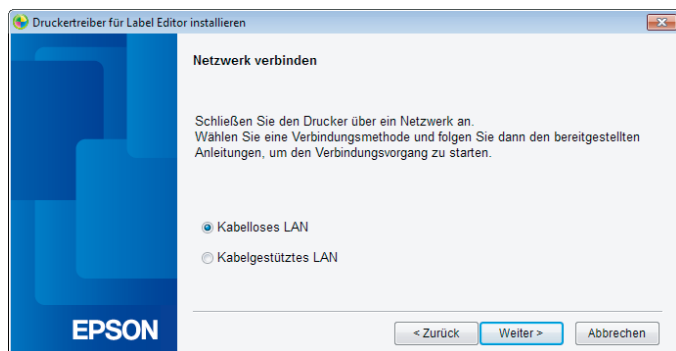 Druckertreiber für Label Editor installieren
Netzwerk verbinden
Schließen Sie den Drucker über ein Netzwerk an.
Wählen Sie eine Verbindungsmethode und folgen Sie dann den bereitgestellten
Anleitungen, um den Verbindungsvorgang zu starten.
Kabelloses LAN
Kabelgestütztes LAN
EPSON
< Zurück
Weiter >
Abbrechen